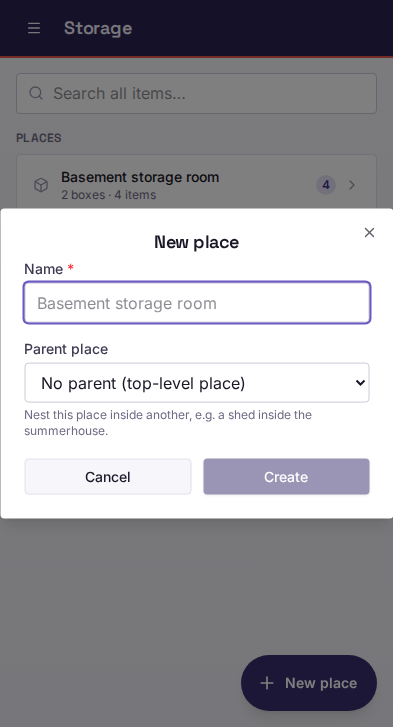 Storage
Search all items...
PLACES
Basement storage room
2 boxes · 4 items
4
New place
Name *
Basement storage room
Parent place
No parent (top-level place)
Nest this place inside another, e.g. a shed inside the
summerhouse.
Cancel
Create
New place